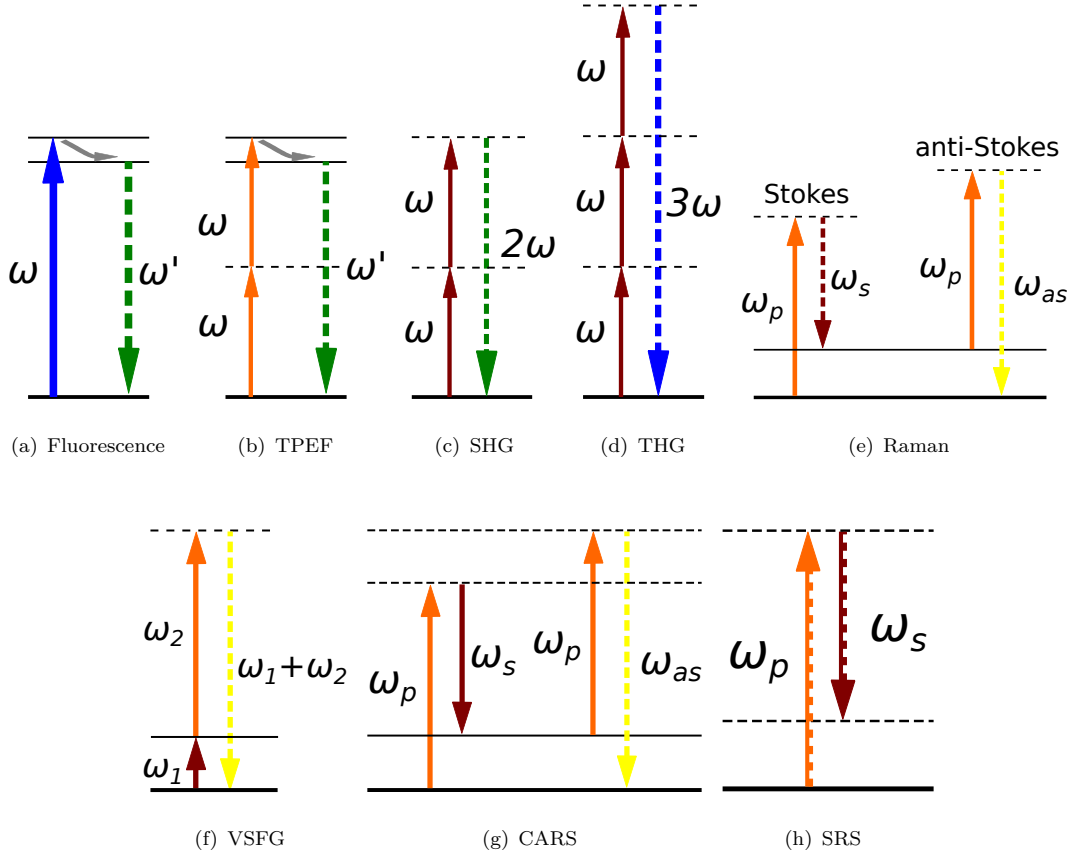 ω
ω'
(a) Fluorescence
ω
ω
ω'
(b) TPEF
ω
ω
2ω
(c) SHG
ω
ω
ω
3ω
(d) THG
Stokes
anti-Stokes
ωp
ωs
ωp
ωas
(e) Raman
ω2
ω1
ω1+ω2
(f) VSFG
ωp
ωs
ωp
ωas
(g) CARS
ωp
ωs
(h) SRS